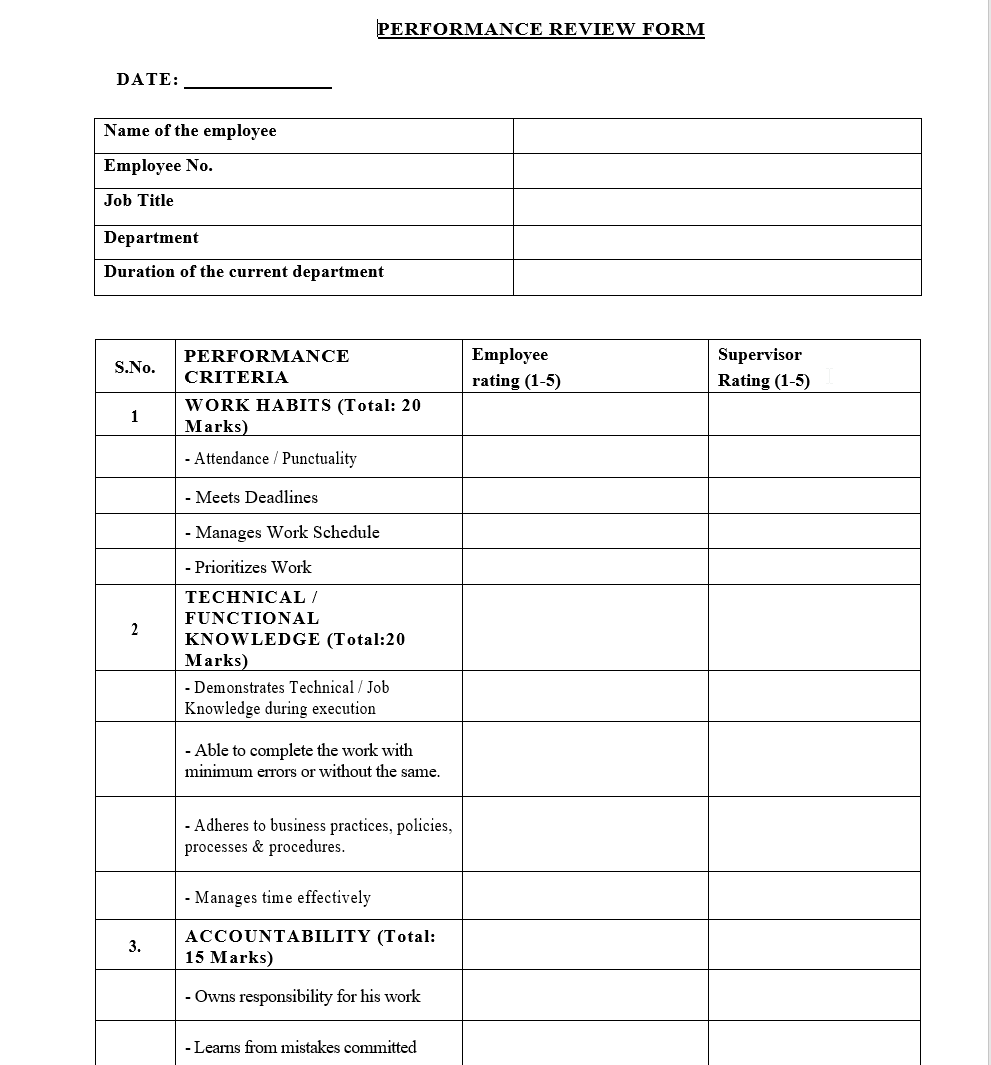 PERFORMANCE REVIEW FORM
DATE:
Name of the employee
Employee No.
Job Title
Department
Duration of the current department
S.No.
PERFORMANCE
CRITERIA
Employee
rating (1-5)
Supervisor
Rating (1-5)
1
WORK HABITS (Total: 20
Marks)
- Attendance / Punctuality
- Meets Deadlines
- Manages Work Schedule
- Prioritizes Work
2
TECHNICAL /
FUNCTIONAL
KNOWLEDGE (Total:20
Marks)
- Demonstrates Technical / Job
Knowledge during execution
- Able to complete the work with
minimum errors or without the same.
- Adheres to business practices, policies,
processes & procedures.
- Manages time effectively
3.
ACCOUNTABILITY (Total:
15 Marks)
- Owns responsibility for his work
- Learns from mistakes committed